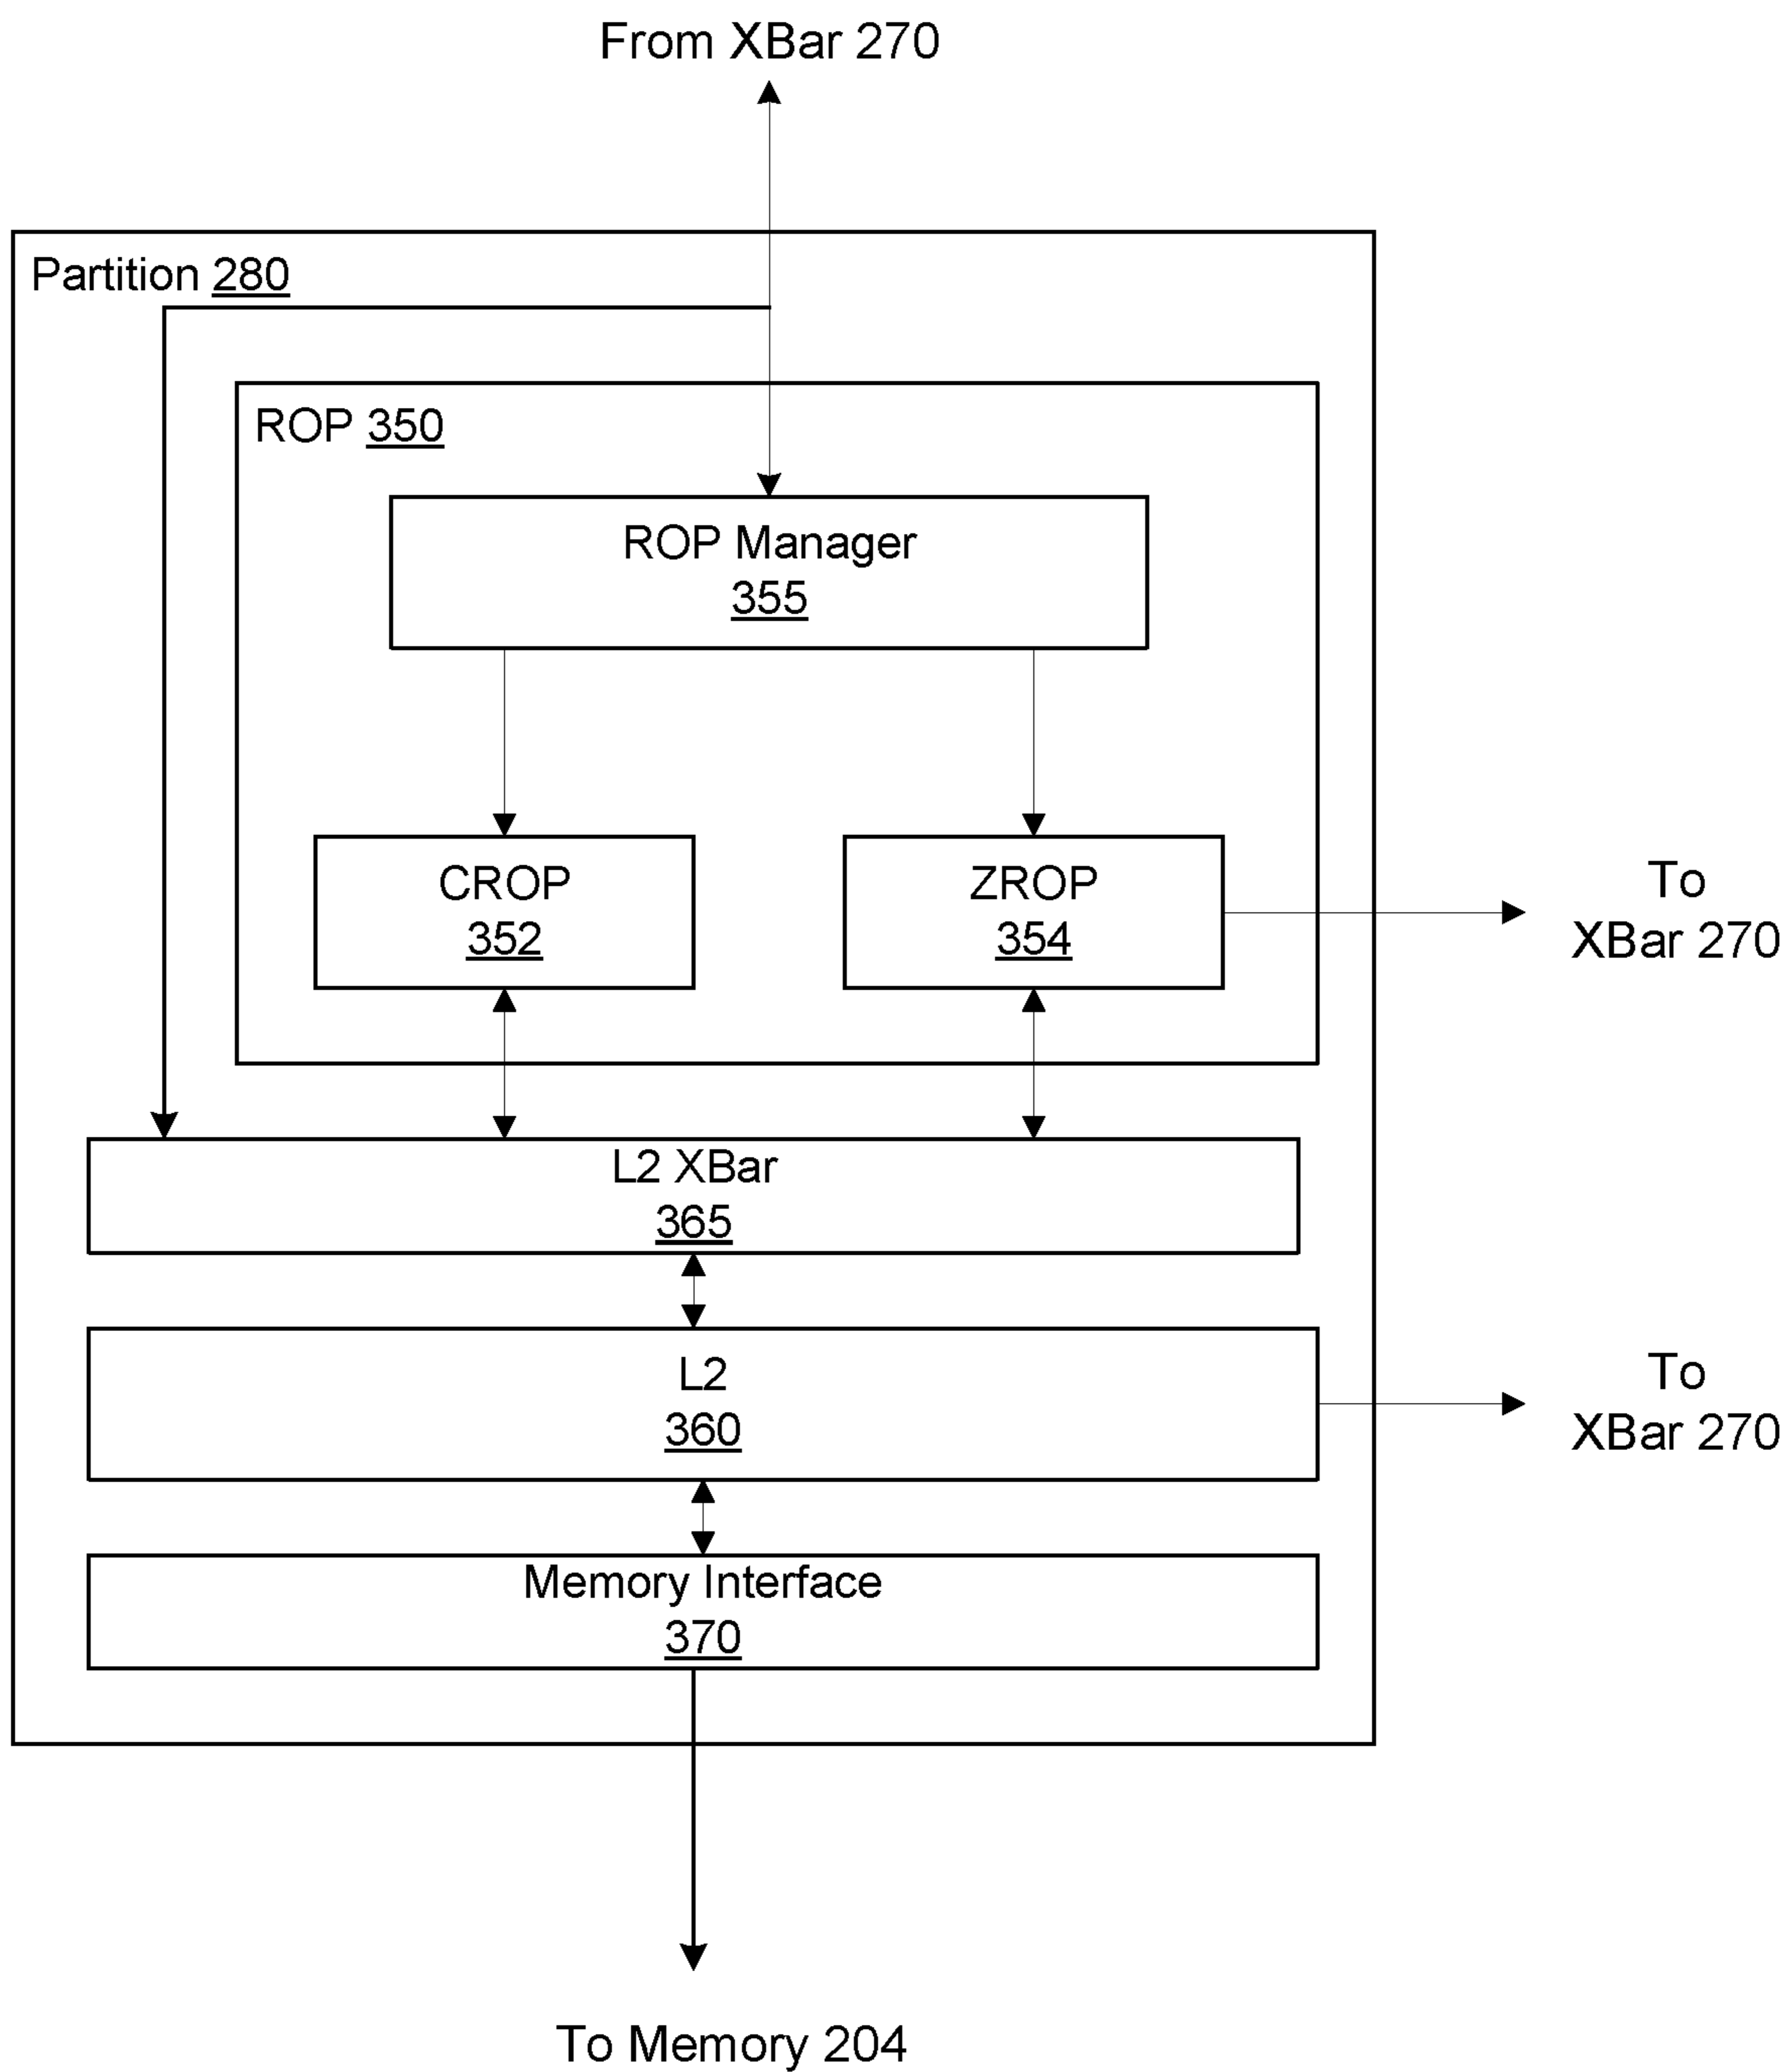 From XBar 270
Partition 280
ROP 350
ROP Manager
355
CROP
352
ZROP
354
To
XBar 270
L2 XBar
365
L2
360
To
XBar 270
Memory Interface
370
To Memory 204